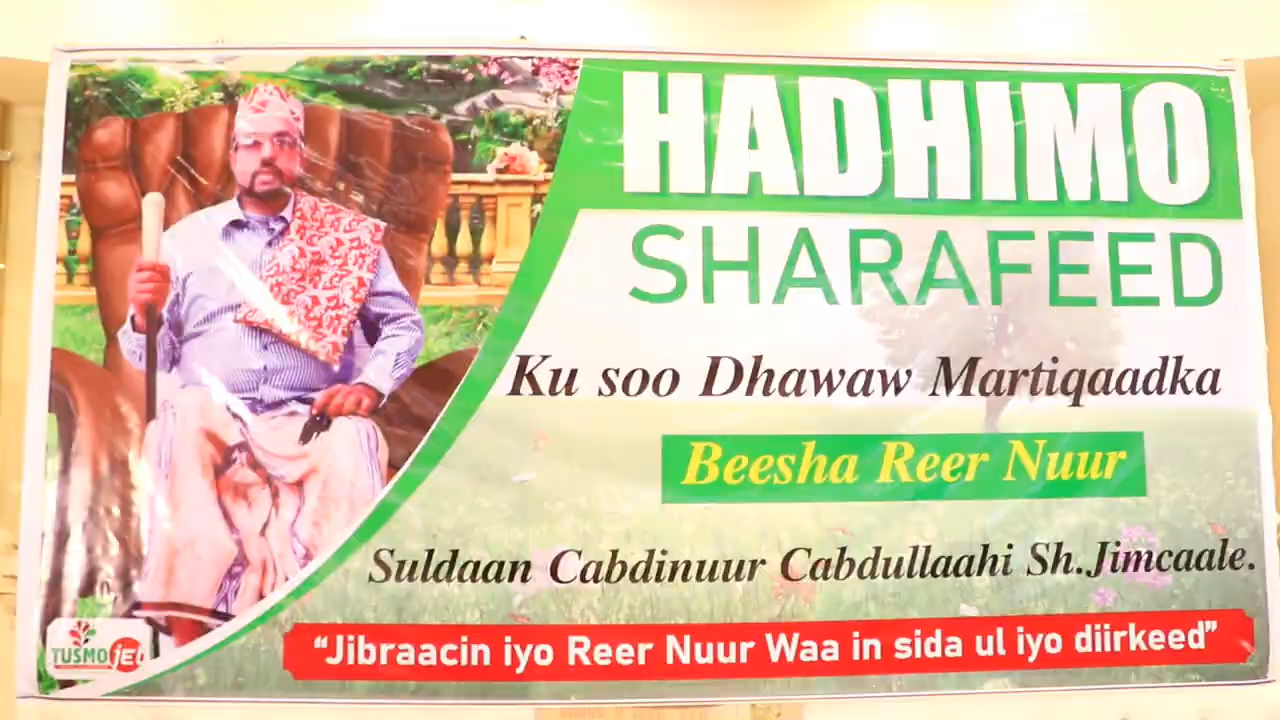 HADHIMO
SHARAFEED
Ku soo Dhawaw Martiqaadka
Beesha Reer Nuur
Suldaan Cabdinuur Cabdullaahi Sh.Jimcaale.
“Jibraacin iyo Reer Nuur Waa in sida ul iyo diirkeed”
TUSMO jET